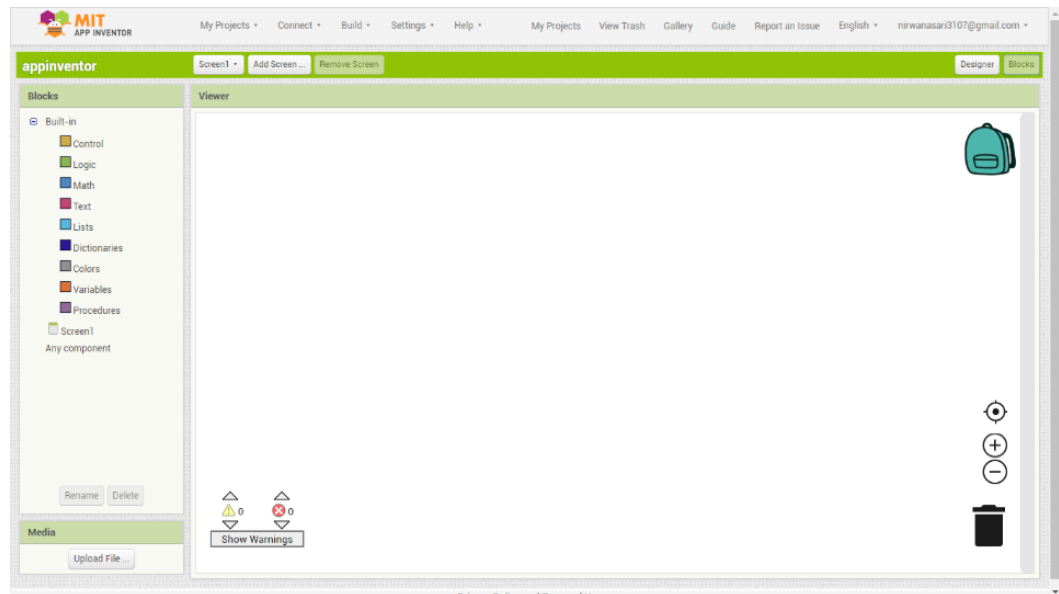 MIT
APP INVENTOR
My Projects Connect Build Settings Help My Projects View Trash Gallery Guide Report an Issue English nirwanasari3107@gmail.com
appinventor Screen1 Add Screen ... Remove Screen Designer Blocks
Blocks Viewer
Built-in
Control
Logic
Math
Text
Lists
Dictionaries
Colors
Variables
Procedures
Screen1
Any component
Rename Delete
0 0
Show Warnings
Media
Upload File ...